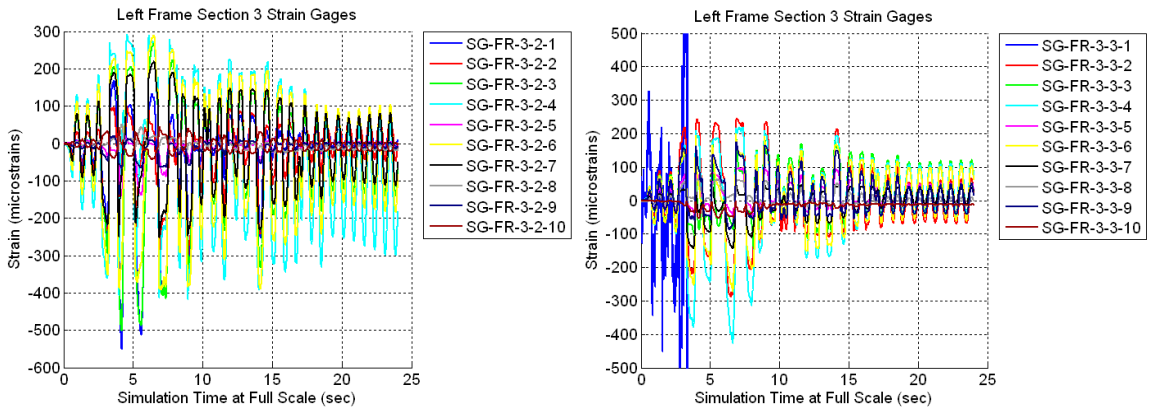 Left Frame Section 3 Strain Gages
300
200
100
0
-100
-200
-300
-400
-500
-600
Strain (microstrains)
0
5
10
15
20
25
Simulation Time at Full Scale (sec)
SG-FR-3-2-1
SG-FR-3-2-2
SG-FR-3-2-3
SG-FR-3-2-4
SG-FR-3-2-5
SG-FR-3-2-6
SG-FR-3-2-7
SG-FR-3-2-8
SG-FR-3-2-9
SG-FR-3-2-10
Left Frame Section 3 Strain Gages
500
400
300
200
100
0
-100
-200
-300
-400
-500
Strain (microstrains)
0
5
10
15
20
25
Simulation Time at Full Scale (sec)
SG-FR-3-3-1
SG-FR-3-3-2
SG-FR-3-3-3
SG-FR-3-3-4
SG-FR-3-3-5
SG-FR-3-3-6
SG-FR-3-3-7
SG-FR-3-3-8
SG-FR-3-3-9
SG-FR-3-3-10